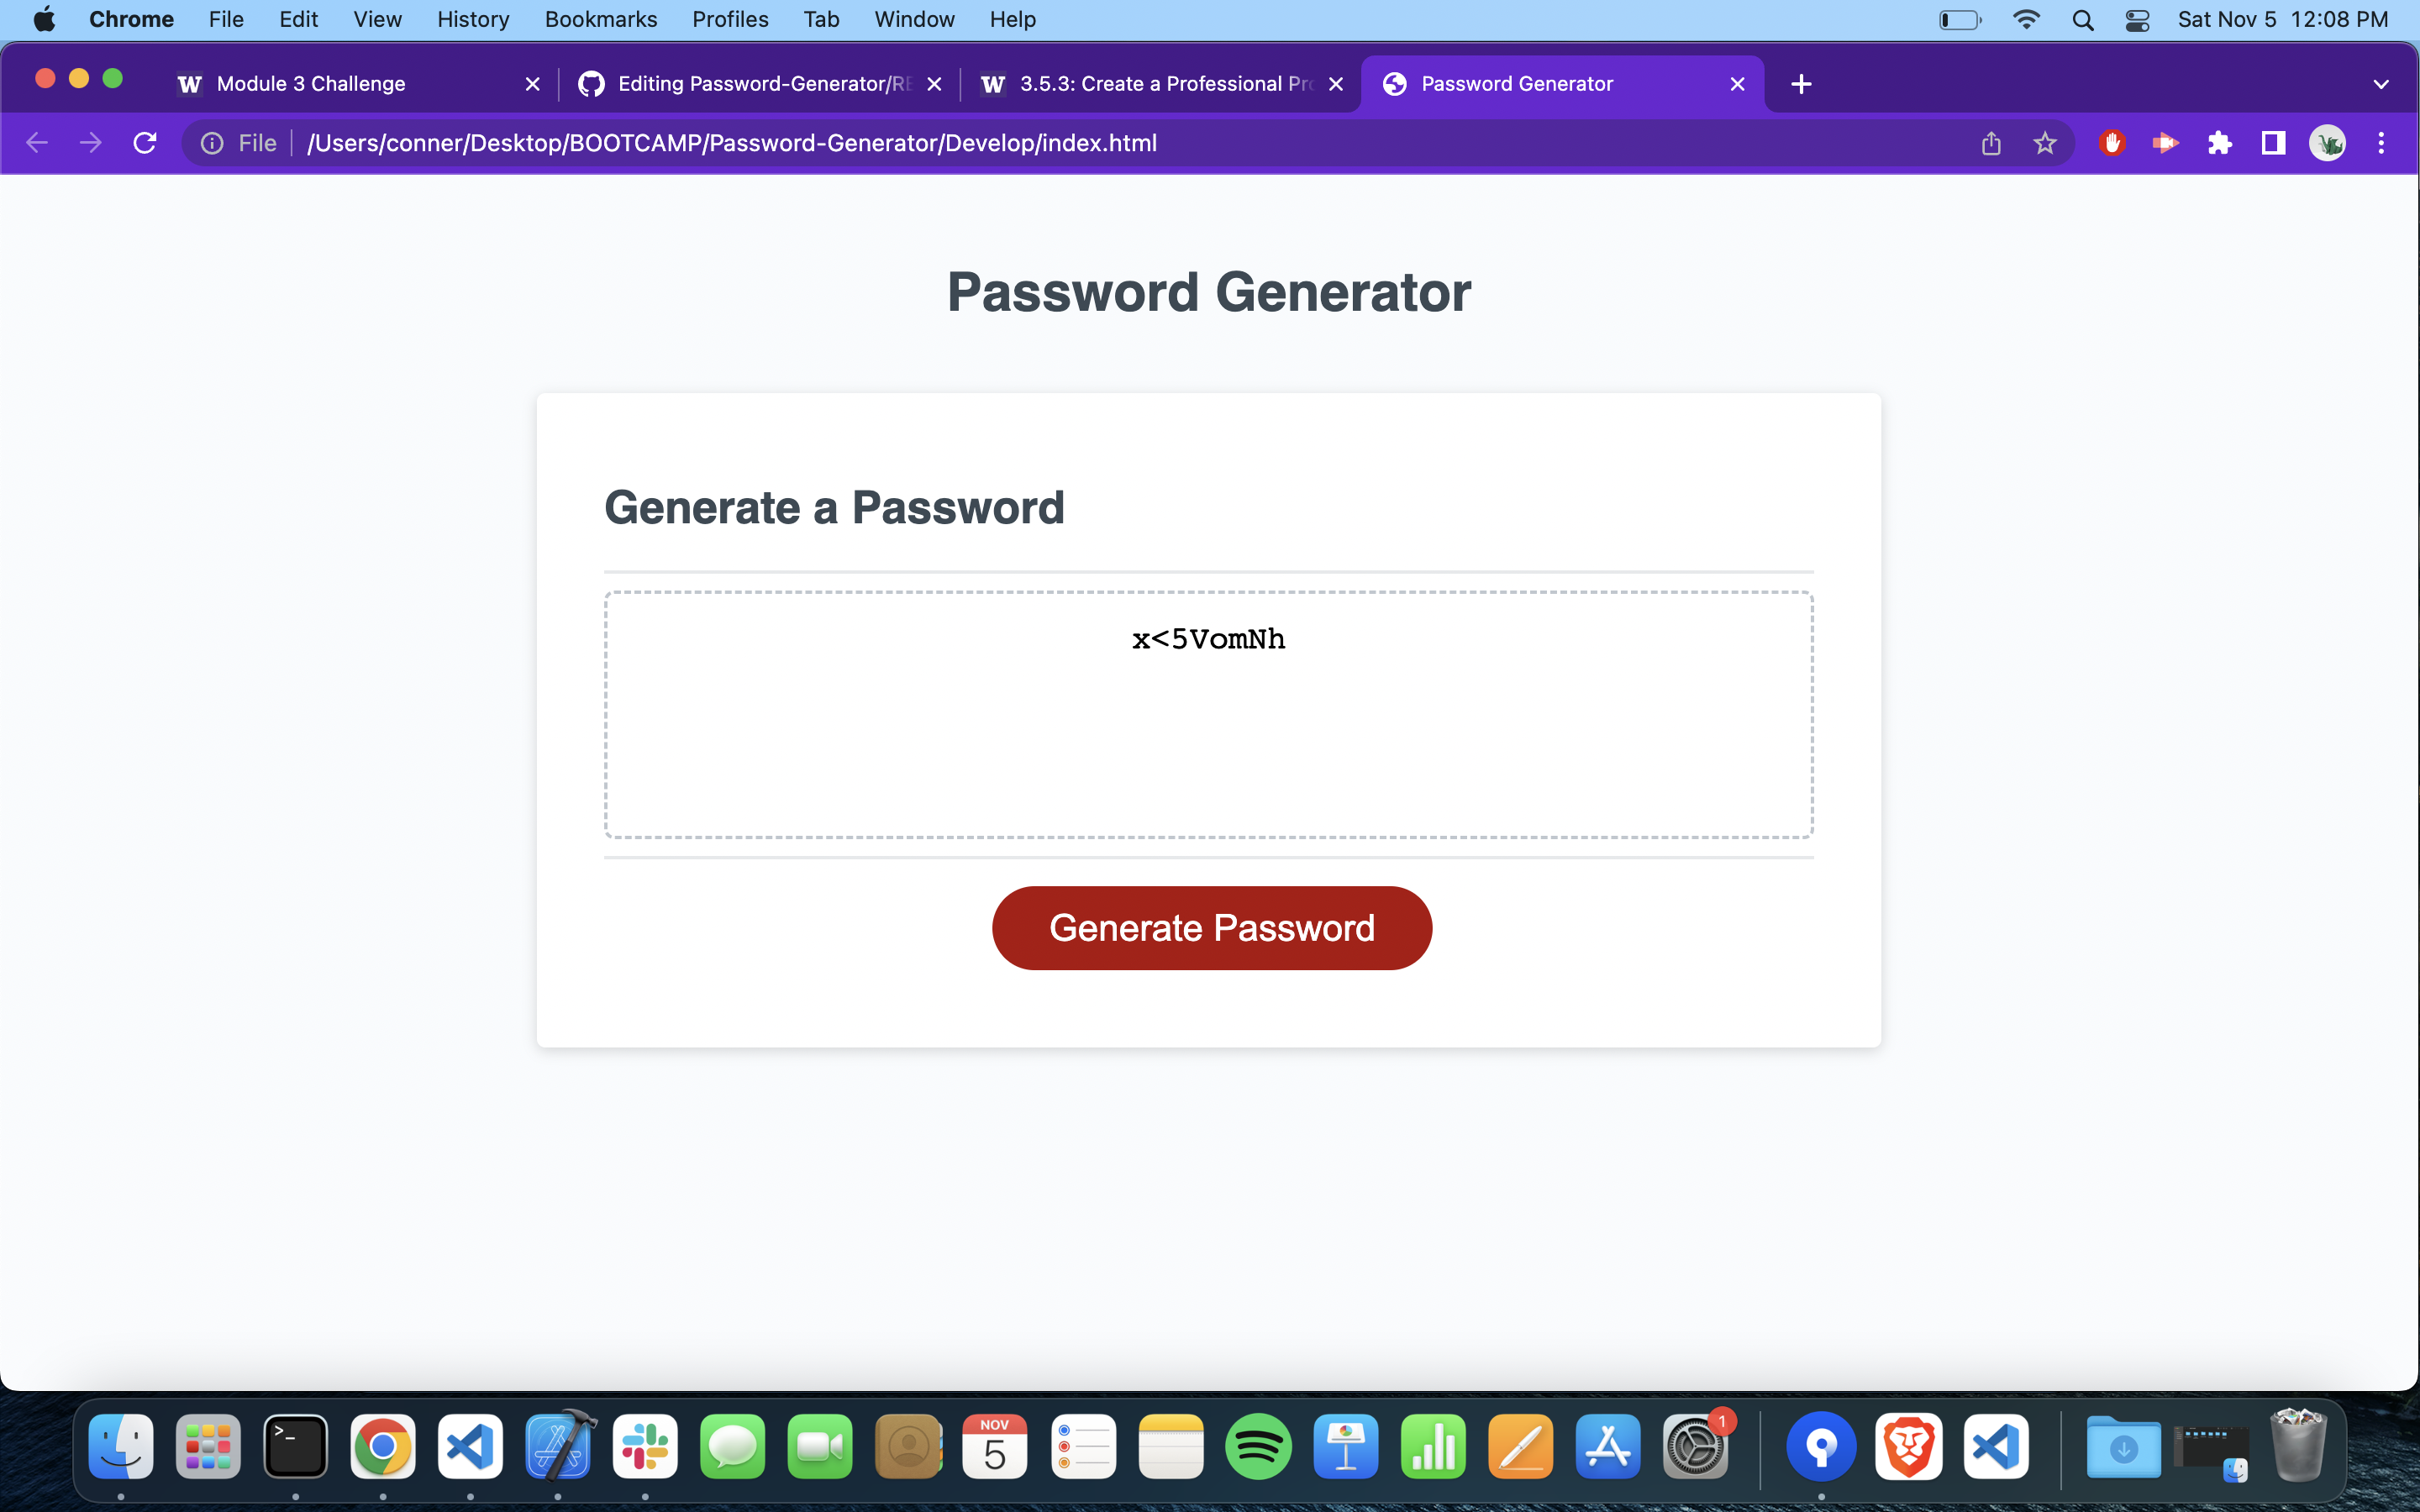 Chrome File Edit View History Bookmarks Profiles Tab Window Help Sat Nov 5 12:08 PM
W Module 3 Challenge Editing Password-Generator/RE W 3.5.3: Create a Professional Pro Password Generator
File /Users/conner/Desktop/BOOTCAMP/Password-Generator/Develop/index.html
Password Generator
Generate a Password
x<5VomNh
Generate Password
>_
NOV
5
1